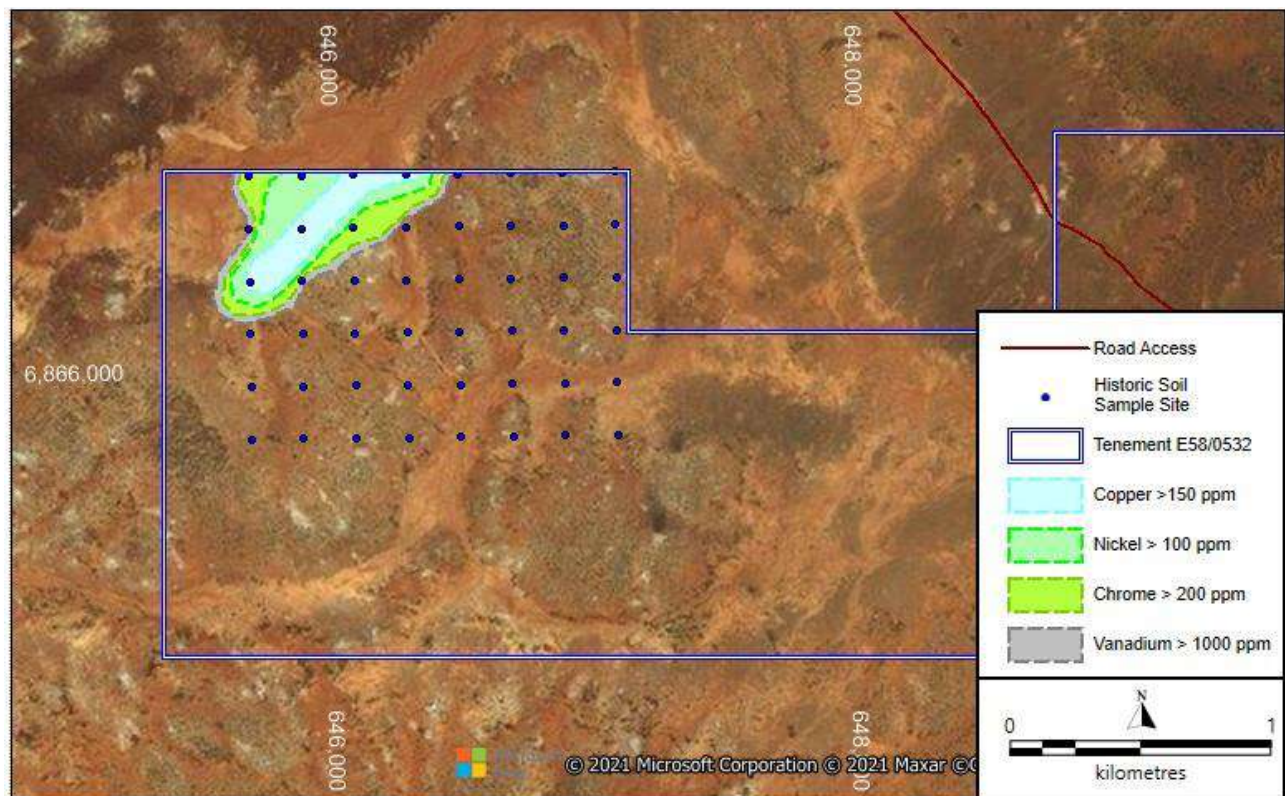 646,000
648,000
6,866,000
Road Access
Historic Soil
Sample Site
Tenement E58/0532
Copper >150 ppm
Nickel > 100 ppm
Chrome > 200 ppm
Vanadium > 1000 ppm
N
0 1
kilometres
646,000
648,000
© 2021 Microsoft Corporation © 2021 Maxar ©